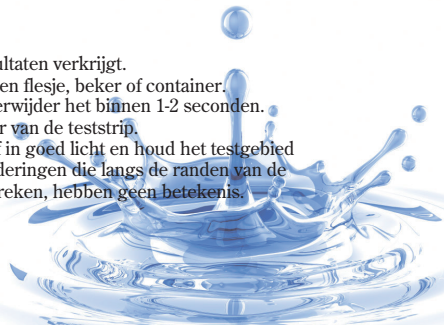 ultaten verkrijgt.
en flesje, beker of container.
erwijder het binnen 1-2 seconden.
r van de teststrip.
f in goed licht en houd het testgebied
deringen die langs de randen van de
reken, hebben geen betekenis.